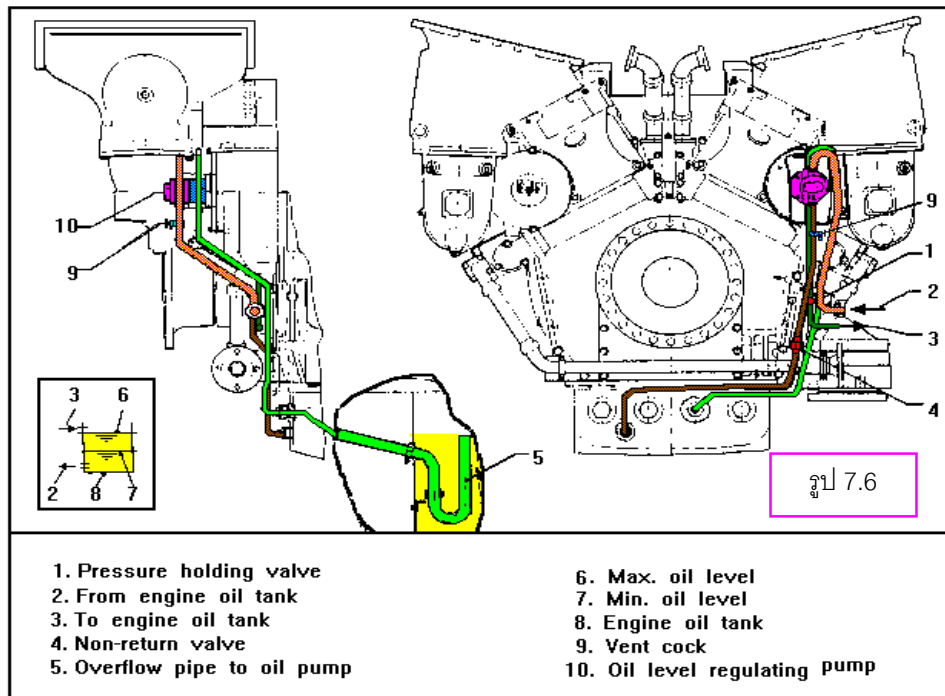 10
9
9
1
2
3
4
3
6
2
8
7
5
รูป 7.6
1. Pressure holding valve
2. From engine oil tank
3. To engine oil tank
4. Non-return valve
5. Overflow pipe to oil pump
6. Max. oil level
7. Min. oil level
8. Engine oil tank
9. Vent cock
10. Oil level regulating pump